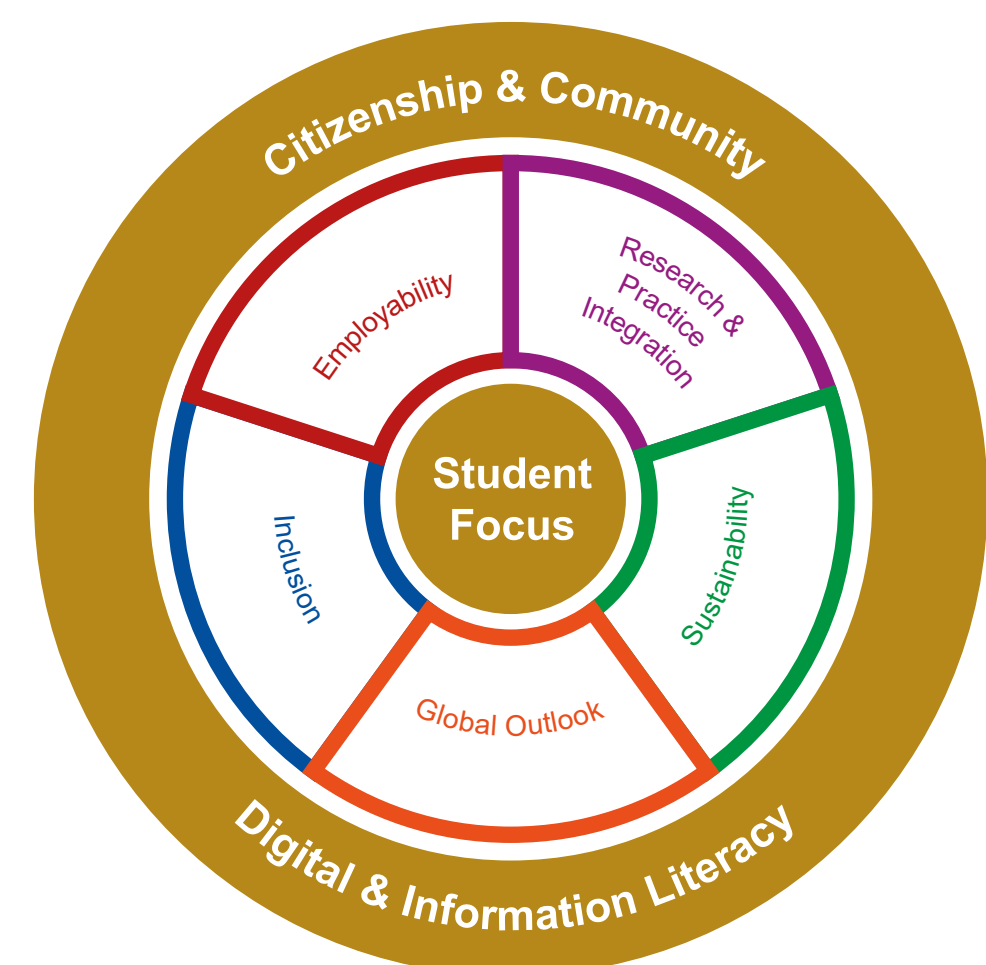 Citizenship & Community
Employability
Research &
Practice
Integration
Student
Focus
Inclusion
Sustainability
Global Outlook
Digital & Information Literacy